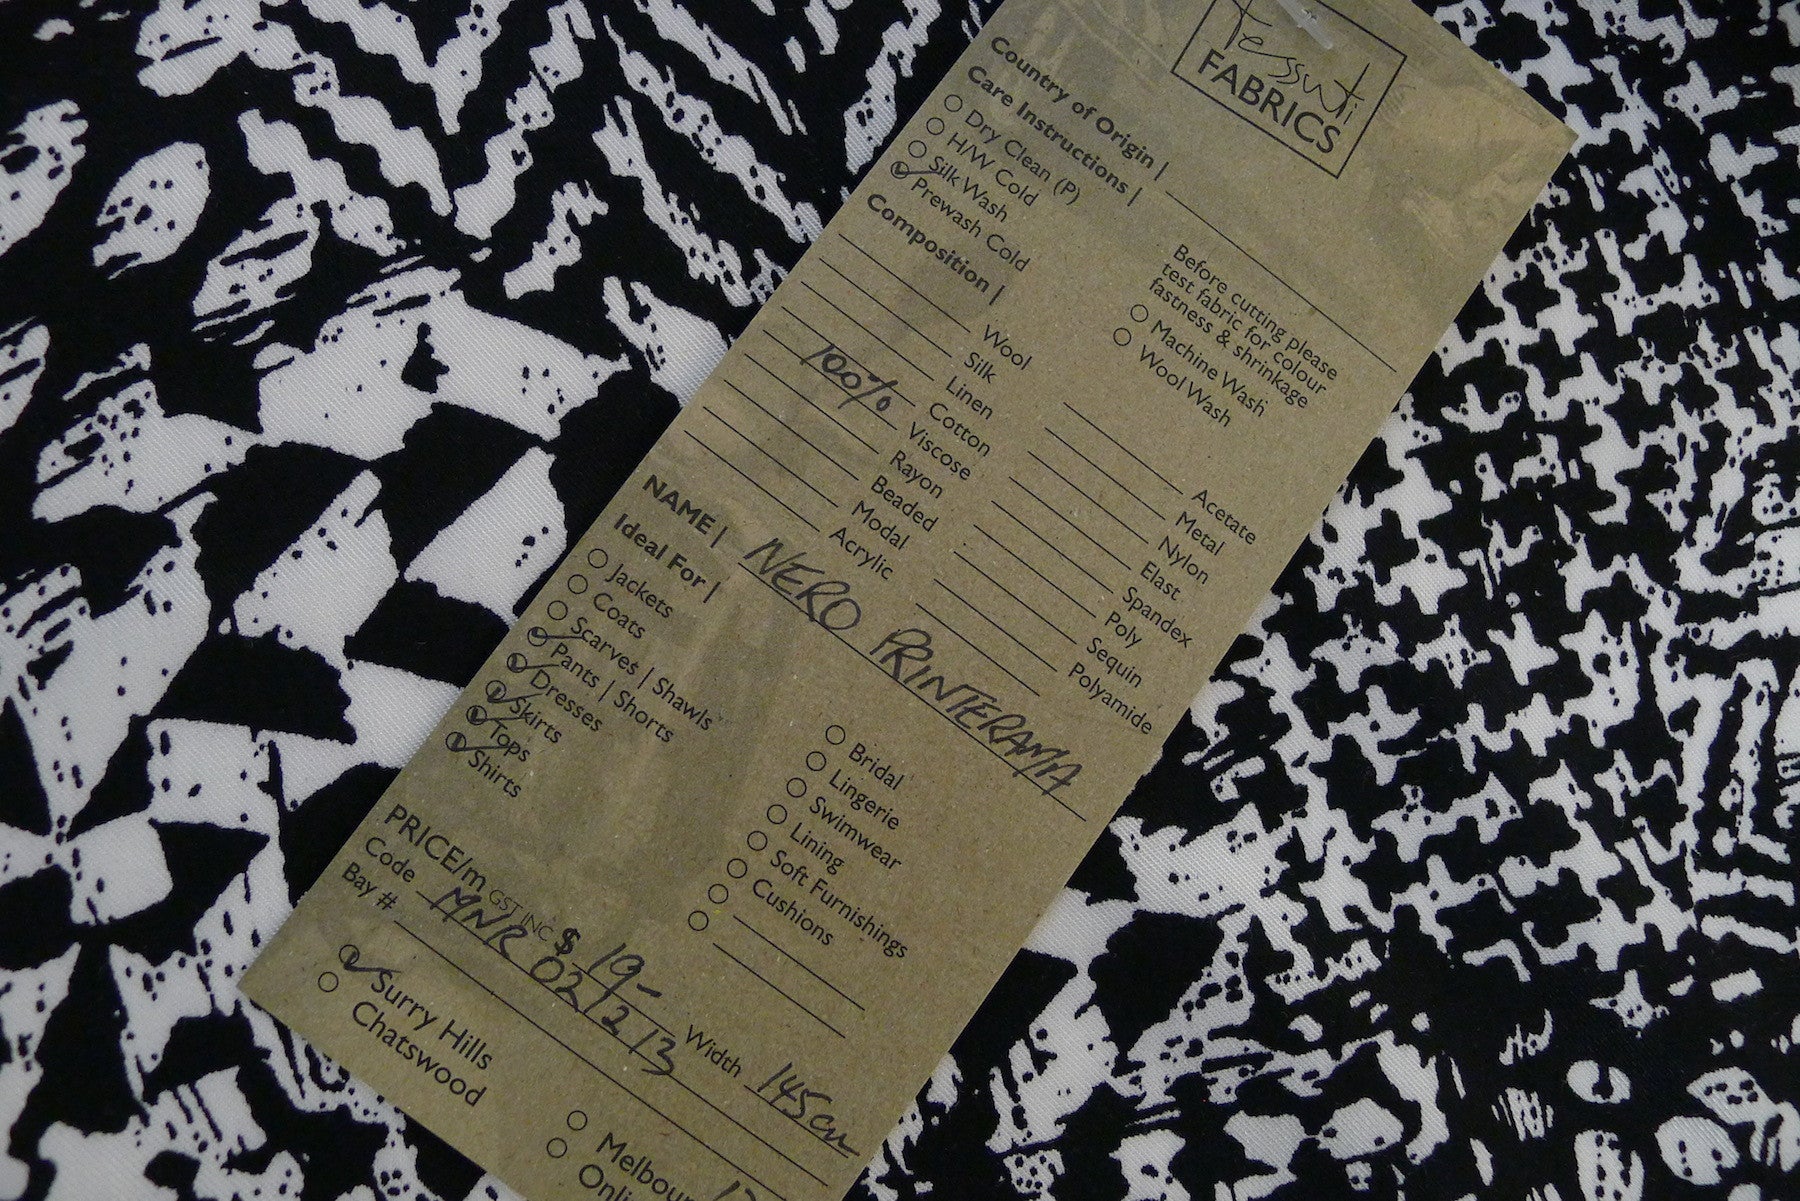 Tessuti
FABRICS
Country of Origin |
Care Instructions |
Dry Clean (P)
H/W Cold
Silk Wash
Prewash Cold
Before cutting please
test fabric for colour
fastness & shrinkage
Machine Wash
Wool Wash
Composition |
Wool
Silk
Linen
Cotton
100% Viscose
Rayon
Beaded
Modal
Acrylic
Acetate
Metal
Nylon
Elast
Spandex
Poly
Sequin
Polyamide
NAME | NERO PRINTERAMA
Ideal For |
Jackets
Coats
Scarves | Shawls
Pants | Shorts
Dresses
Skirts
Tops
Shirts
Bridal
Lingerie
Swimwear
Lining
Soft Furnishings
Cushions
PRICE/m GST INC $ 19- Width 145cm
Code MNR 021213
Bay #
Surry Hills
Chatswood